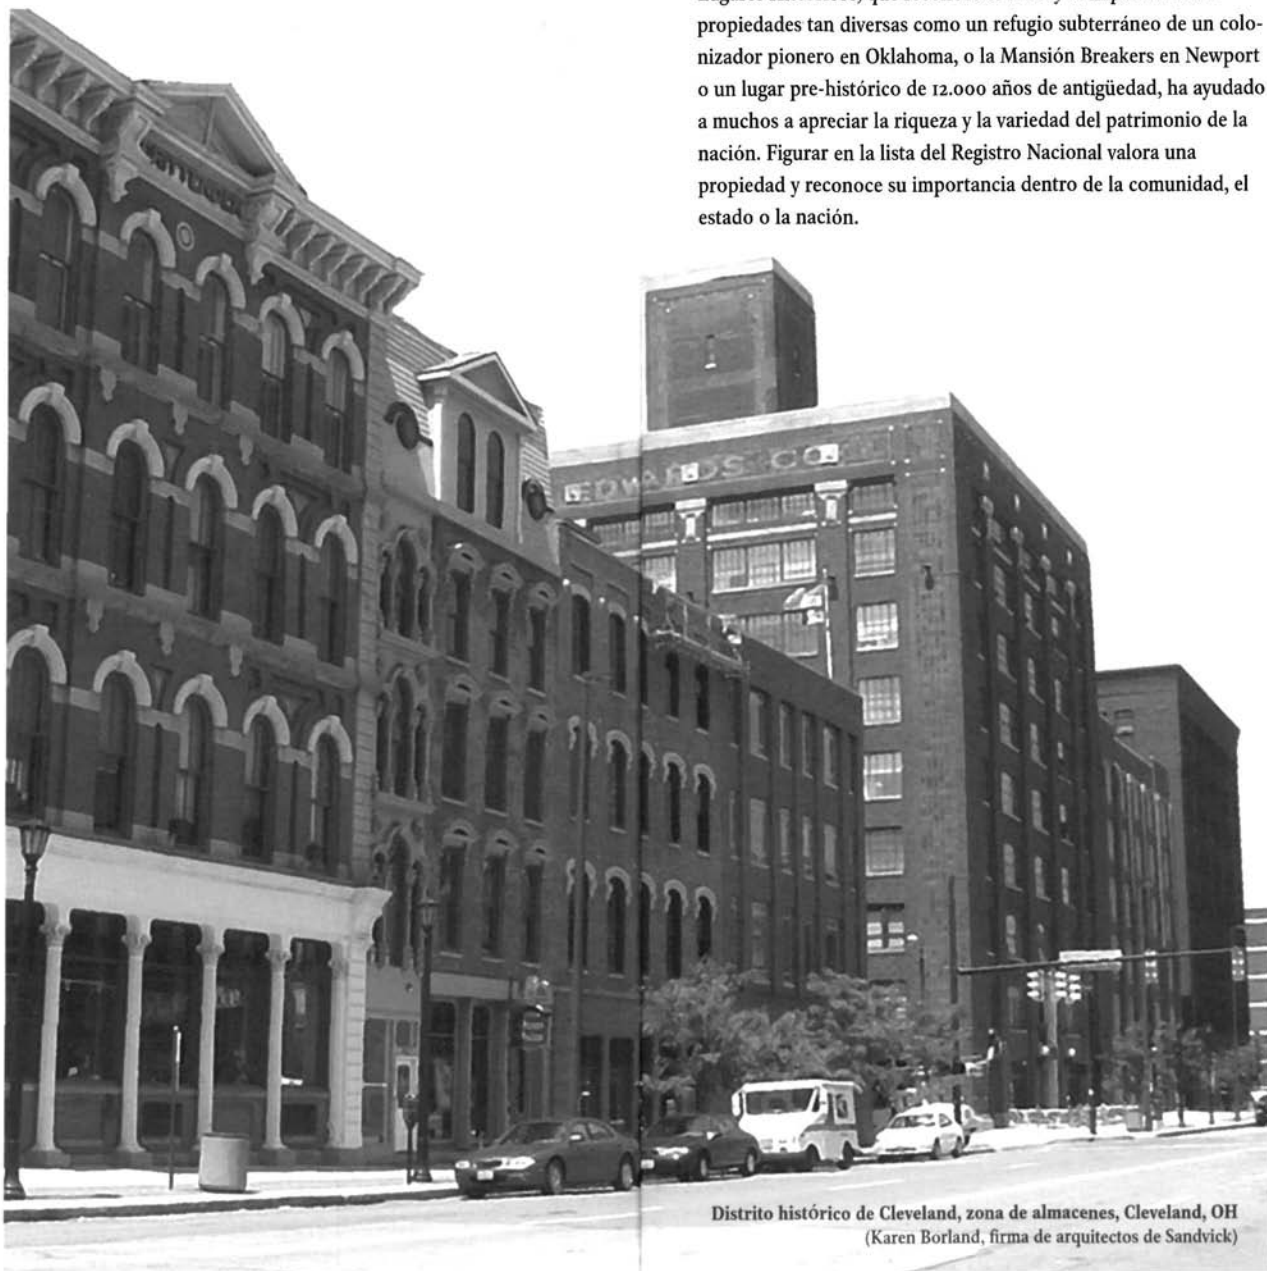 propiedades tan diversas como un refugio subterráneo de un colo-
nizador pionero en Oklahoma, o la Mansión Breakers en Newport
o un lugar pre-histórico de 12.000 años de antigüedad, ha ayudado
a muchos a apreciar la riqueza y la variedad del patrimonio de la
nación. Figurar en la lista del Registro Nacional valora una
propiedad y reconoce su importancia dentro de la comunidad, el
estado o la nación.
EDWARDS CO
Distrito histórico de Cleveland, zona de almacenes, Cleveland, OH
(Karen Borland, firma de arquitectos de Sandvick)